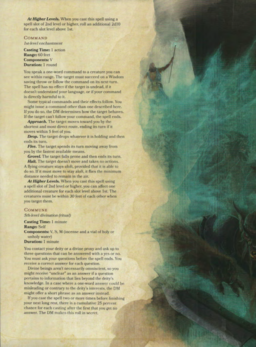 At Higher Levels. When you cast this spell using a
spell slot of 2nd level or higher, roll an additional
for each slot level above 1st.
COMMAND
1st-level enchantment
Casting Time: 1 action
Range: 60 feet
Components: V
Duration: 1 round
You speak a one-word command to a creature you can
see within range. The target must succeed on a Wisdom
saving throw or follow the command on its next turn.
The spell has no effect if the target is undead, if it
doesn't understand your language, or if your command
is directly harmful to it.
Some typical commands and their effects follow. You
might issue a command other than one described here.
If you do so, the DM determines how the target behaves.
If the target can't follow your command, the spell ends.
Approach. The target moves toward you by the
shortest and most direct route, ending its turn if it
moves within 5 feet of you.
Drop. The target drops whatever it is holding and then
ends its turn.
Flee. The target spends its turn moving away from
you by the fastest available means.
Grovel. The target falls prone and then ends its turn.
Halt. The target doesn't move and takes no actions.
A flying creature stays aloft, provided that it is able to
do so. If it must move to stay aloft, it flies the minimum
distance needed to remain in the air.
At Higher Levels. When you cast this spell using a
spell slot of 2nd level or higher, you can affect one
additional creature for each slot level above 1st. The
creatures must be within 30 feet of each other when
you target them.
COMMUNE
5th-level divination (ritual)
Casting Time: 1 minute
Range: Self
Components: V, S, M (incense and a vial of holy or
unholy water)
Duration: 1 minute
You contact your deity or a divine proxy and ask up to
three questions that can be answered with a yes or no.
You must ask your questions before the spell ends. You
receive a correct answer for each question.
Divine beings aren't necessarily omniscient, so you
might receive "unclear" as an answer if a question
pertains to information that lies beyond the deity's
knowledge. In a case where a one-word answer could be
misleading or contrary to the deity's interests, the DM
might offer a short phrase as an answer instead.
If you cast the spell two or more times before finishing
your next long rest, there is a cumulative 25 percent
chance for each casting after the first that you get no
answer. The DM makes this roll in secret.